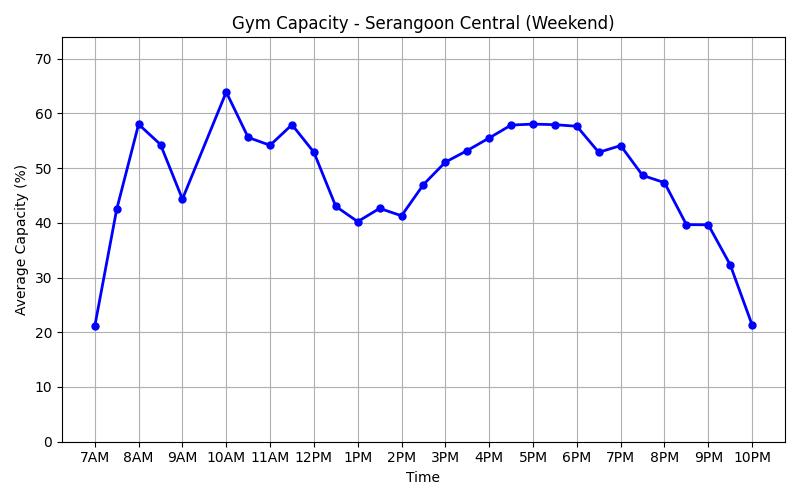 Gym Capacity - Serangoon Central (Weekend)
Average Capacity (%)
70
60
50
40
30
20
10
0
7AM 8AM 9AM 10AM 11AM 12PM 1PM 2PM 3PM 4PM 5PM 6PM 7PM 8PM 9PM 10PM
Time